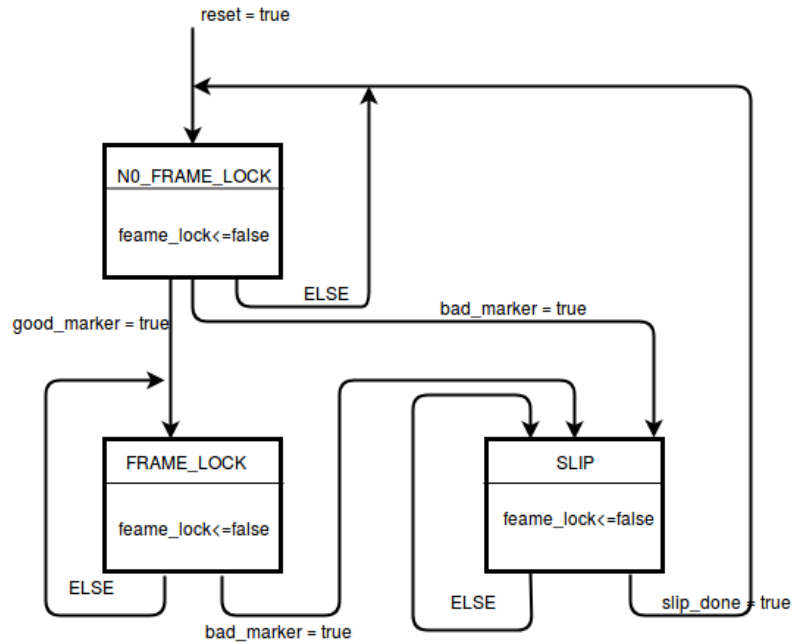 reset = true
N0_FRAME_LOCK
feame_lock<=false
ELSE
good_marker = true
bad_marker = true
FRAME_LOCK
feame_lock<=false
ELSE
bad_marker = true
SLIP
feame_lock<=false
ELSE
slip_done = true